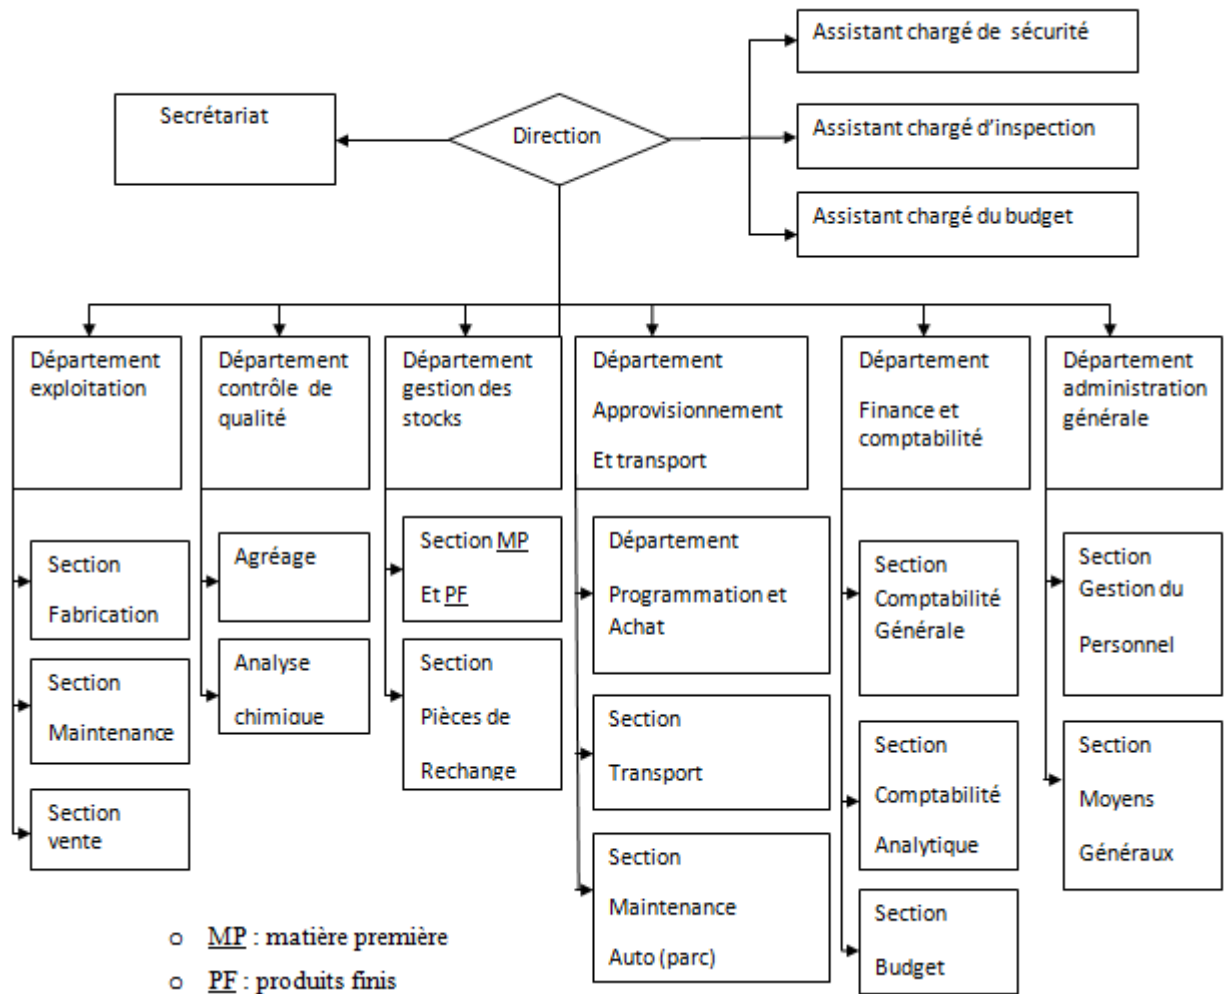 Assistant chargé de sécurité
Secrétariat
Direction
Assistant chargé d'inspection
Assistant chargé du budget
Département
exploitation
Département
contrôle de
qualité
Département
gestion des
stocks
Département
Approvisionnement
Et transport
Département
Finance et
comptabilité
Département
administration
générale
Section
Fabrication
Section
Maintenance
Section
vente
Agréage
Analyse
chimique
Section MP
Et PF
Section
Pièces de
Rechange
Département
Programmation et
Achat
Section
Transport
Section
Maintenance
Auto (parc)
Section
Comptabilité
Générale
Section
Comptabilité
Analytique
Section
Budget
Section
Gestion du
Personnel
Section
Moyens
Généraux
o MP : matière première
o PF : produits finis